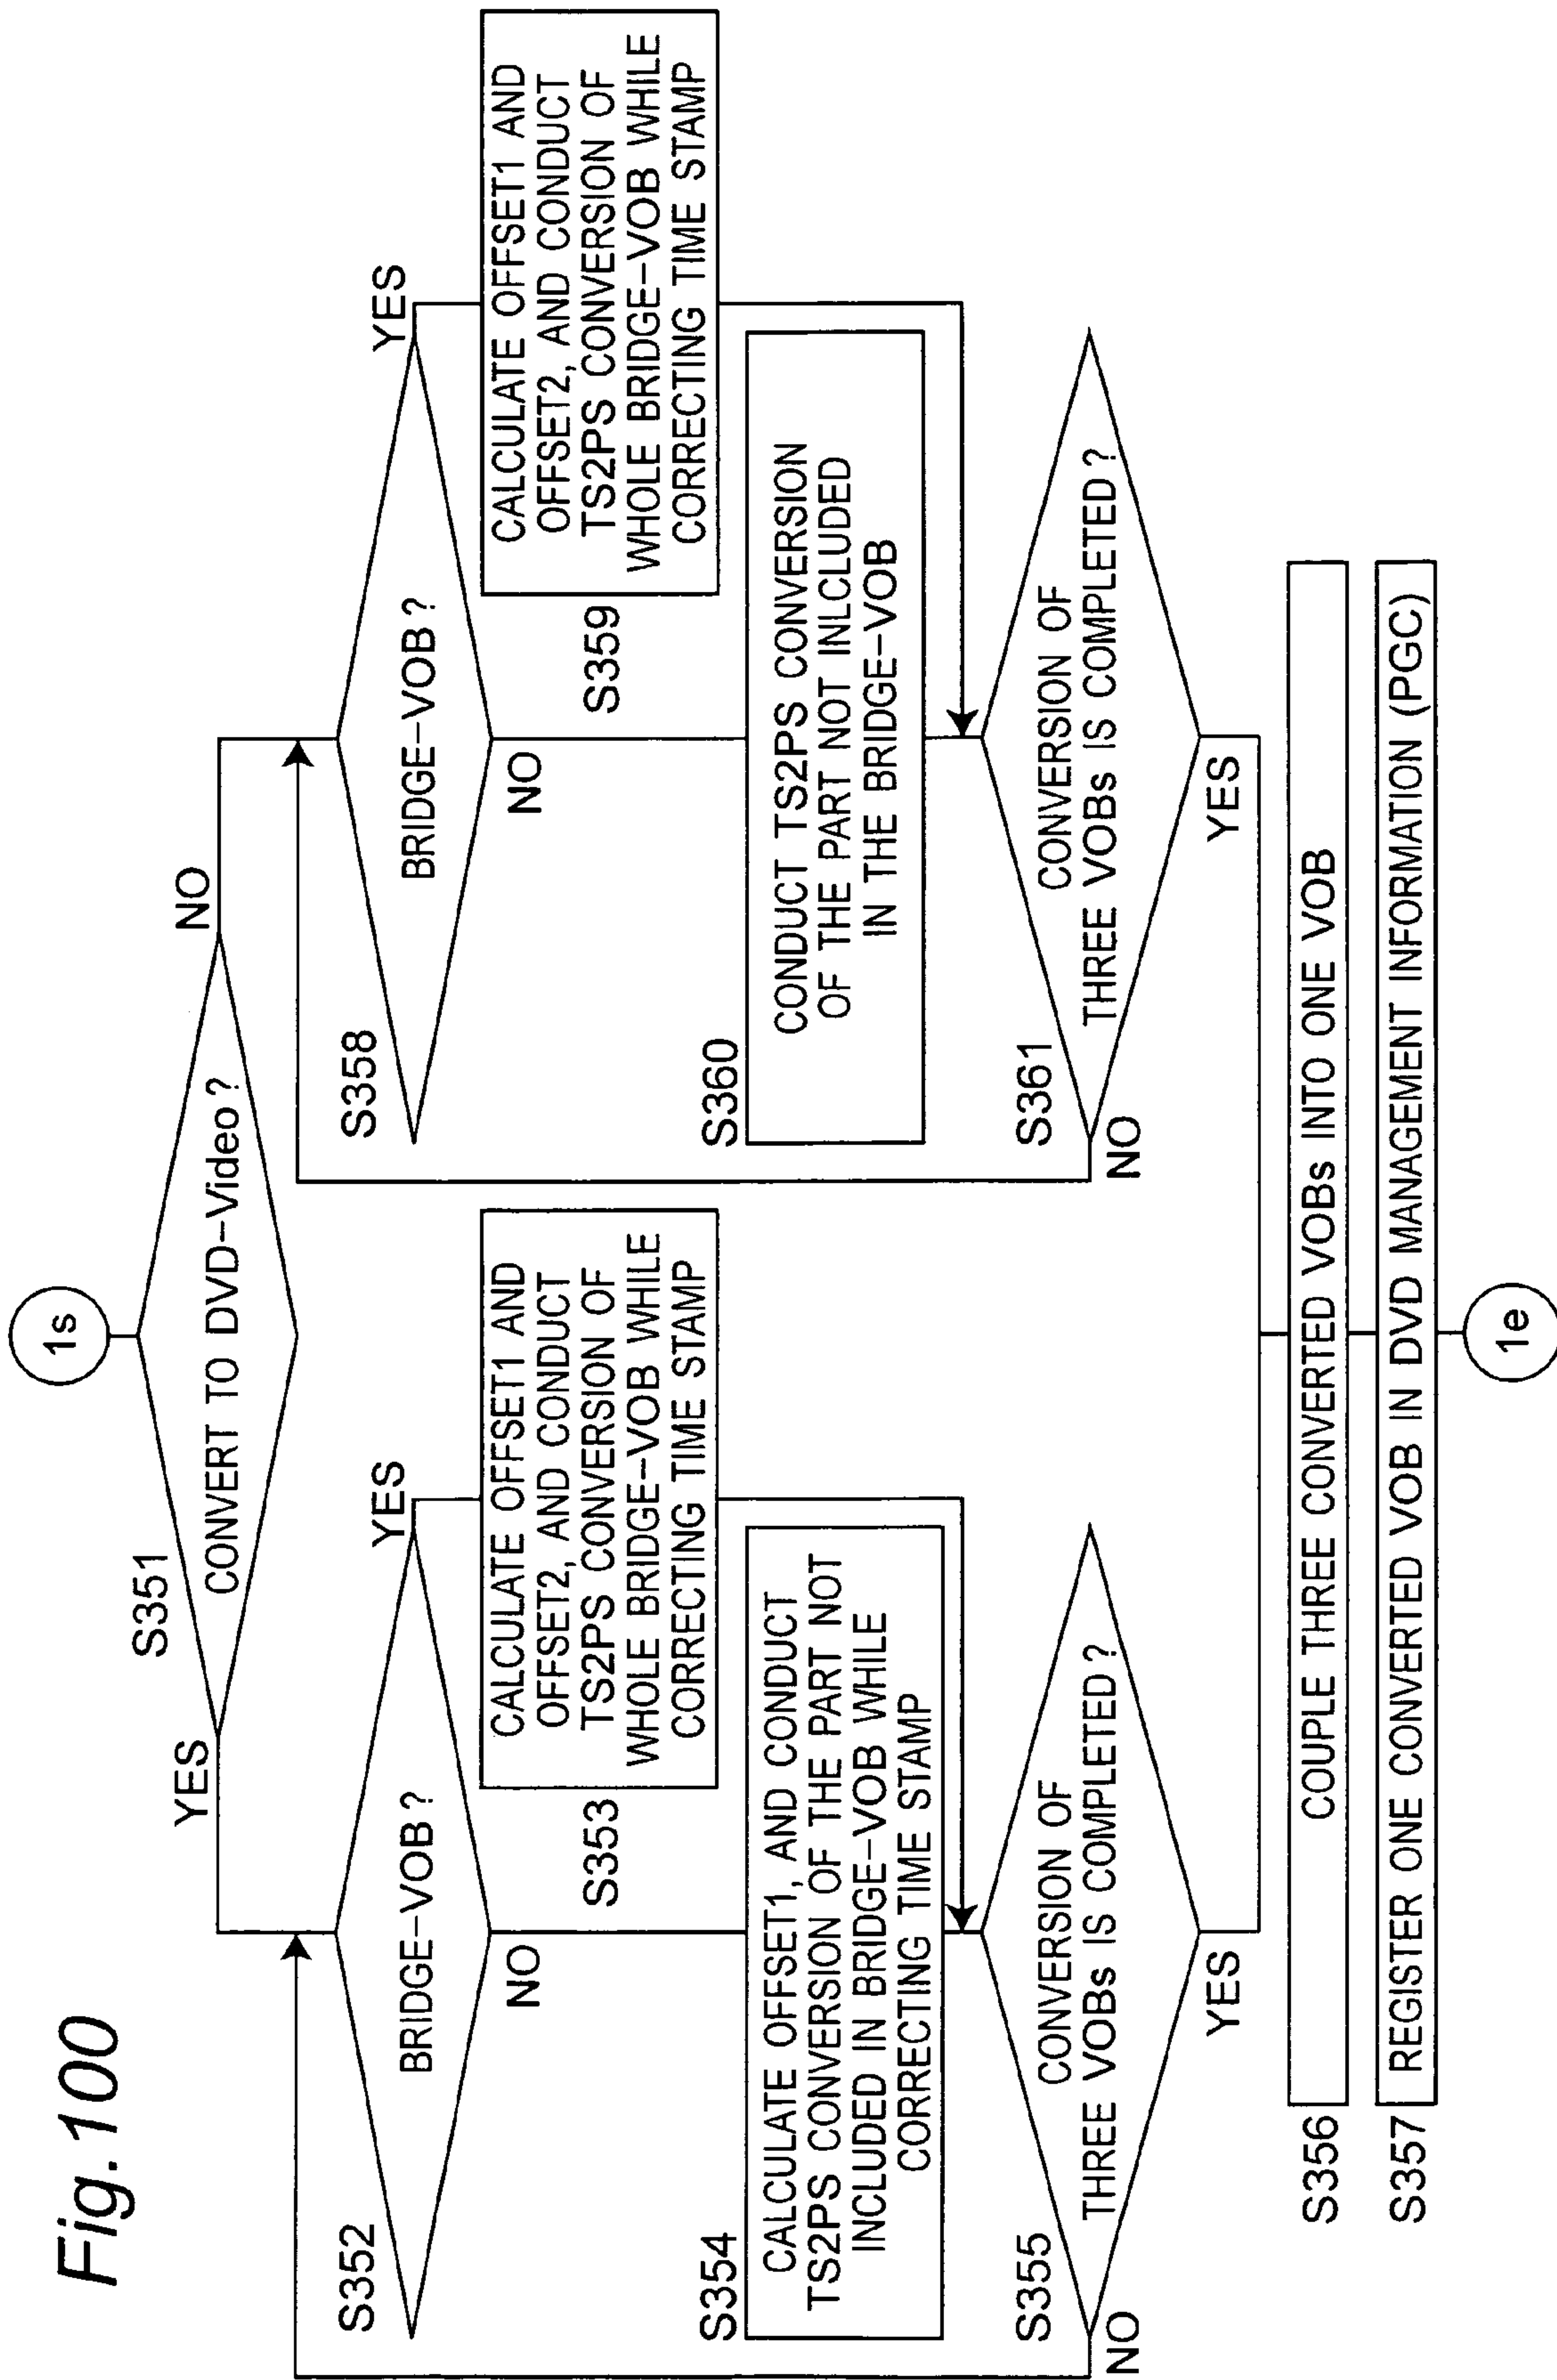 Fig.100
1s
S351
CONVERT TO DVD-Video?
YES
NO
S352
BRIDGE-VOB?
YES
NO
S353
CALCULATE OFFSET1 AND
OFFSET2, AND CONDUCT
TS2PS CONVERSION OF
WHOLE BRIDGE-VOB WHILE
CORRECTING TIME STAMP
S354
CALCULATE OFFSET1, AND CONDUCT
TS2PS CONVERSION OF THE PART NOT
INCLUDED IN BRIDGE-VOB WHILE
CORRECTING TIME STAMP
S355
CONVERSION OF
THREE VOBs IS COMPLETED?
NO
YES
S358
BRIDGE-VOB?
YES
NO
S359
CALCULATE OFFSET1 AND
OFFSET2, AND CONDUCT
TS2PS CONVERSION OF
WHOLE BRIDGE-VOB WHILE
CORRECTING TIME STAMP
S360
CONDUCT TS2PS CONVERSION
OF THE PART NOT INLCLUDED
IN THE BRIDGE-VOB
S361
CONVERSION OF
THREE VOBs IS COMPLETED?
NO
YES
S356
COUPLE THREE CONVERTED VOBs INTO ONE VOB
S357
REGISTER ONE CONVERTED VOB IN DVD MANAGEMENT INFORMATION (PGC)
1e